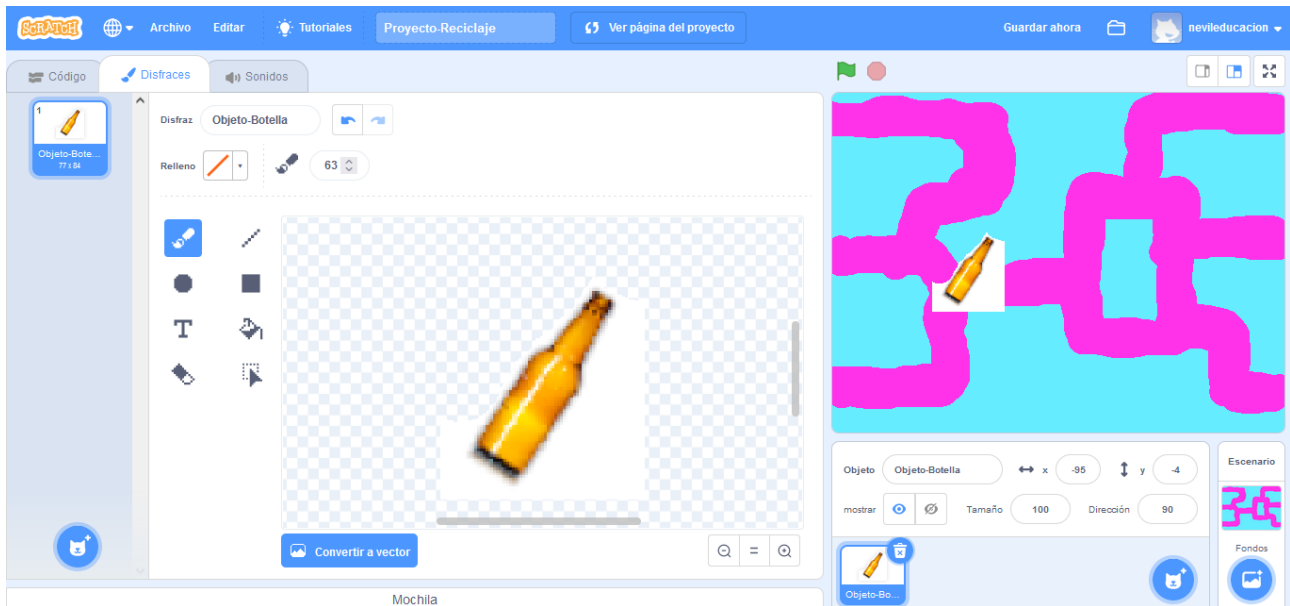 SCRATCH Archivo Editar Tutoriales Proyecto-Reciclaje Ver página del proyecto Guardar ahora nevileducacion
Código Disfraces Sonidos
1
Objeto-Bote...
77 x 84
Disfraz Objeto-Botella
Relleno 63
T
Convertir a vector
Mochila
Objeto Objeto-Botella x -95 y -4
mostrar Tamaño 100 Dirección 90
Objeto-Bo...
Escenario
Fondos